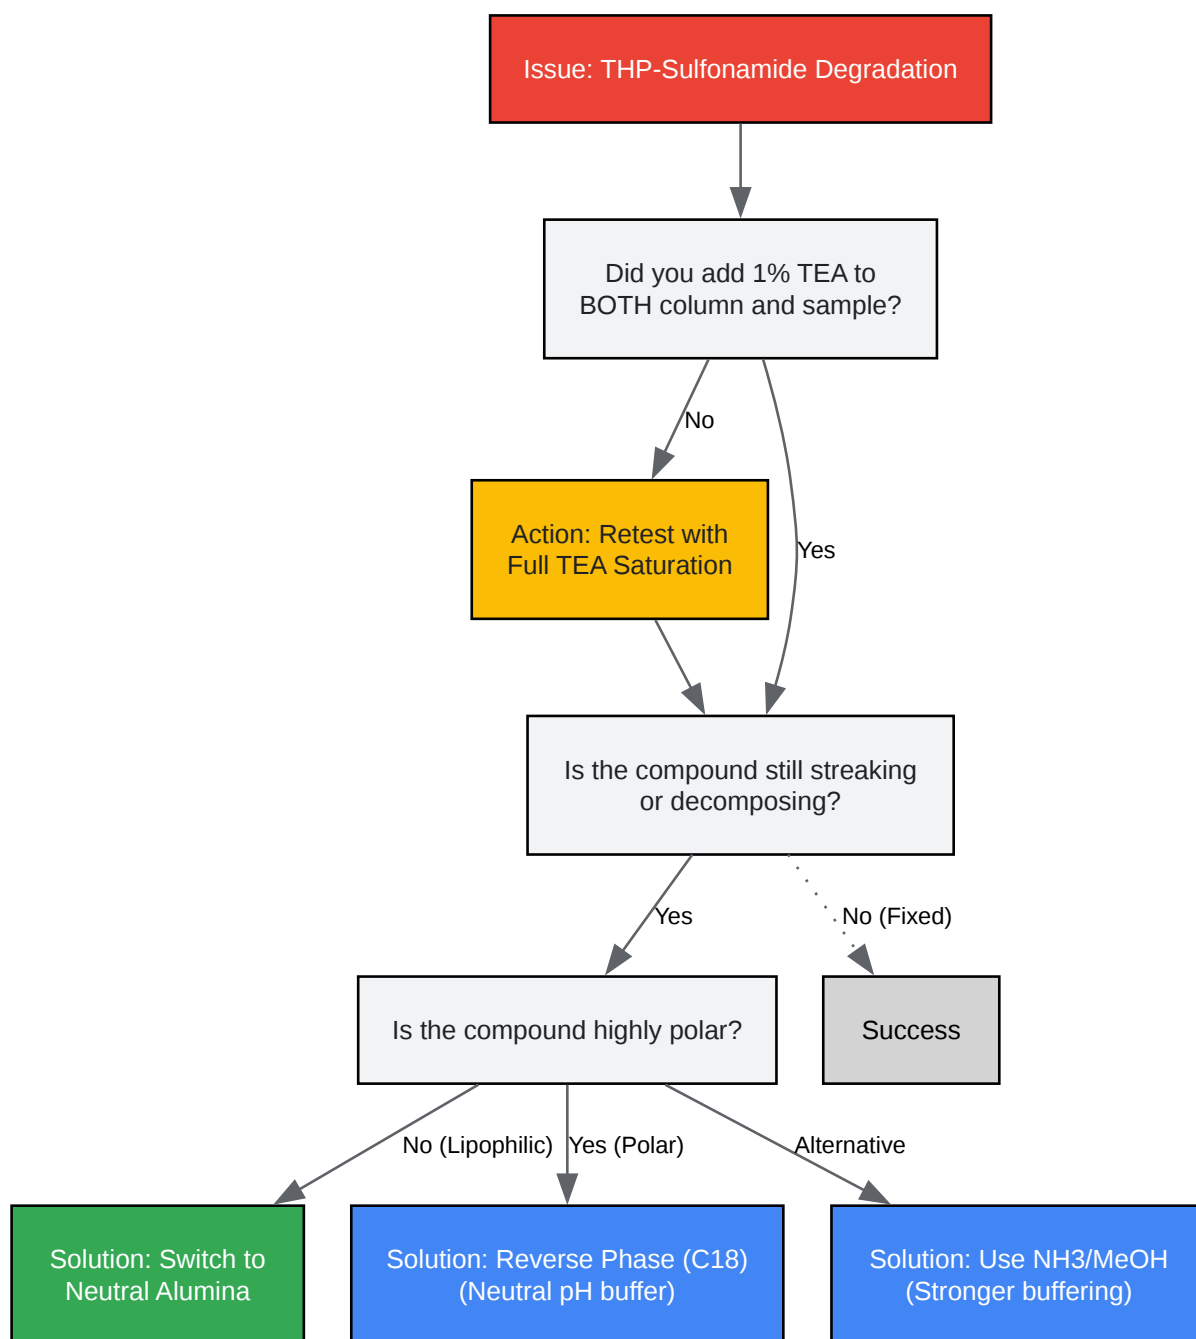 Issue: THP-Sulfonamide Degradation
Did you add 1% TEA to
BOTH column and sample?
No
Yes
Action: Retest with
Full TEA Saturation
Is the compound still streaking
or decomposing?
Yes
No (Fixed)
Is the compound highly polar?
Success
No (Lipophilic)
Yes (Polar)
Alternative
Solution: Switch to
Neutral Alumina
Solution: Reverse Phase (C18)
(Neutral pH buffer)
Solution: Use NH3/MeOH
(Stronger buffering)